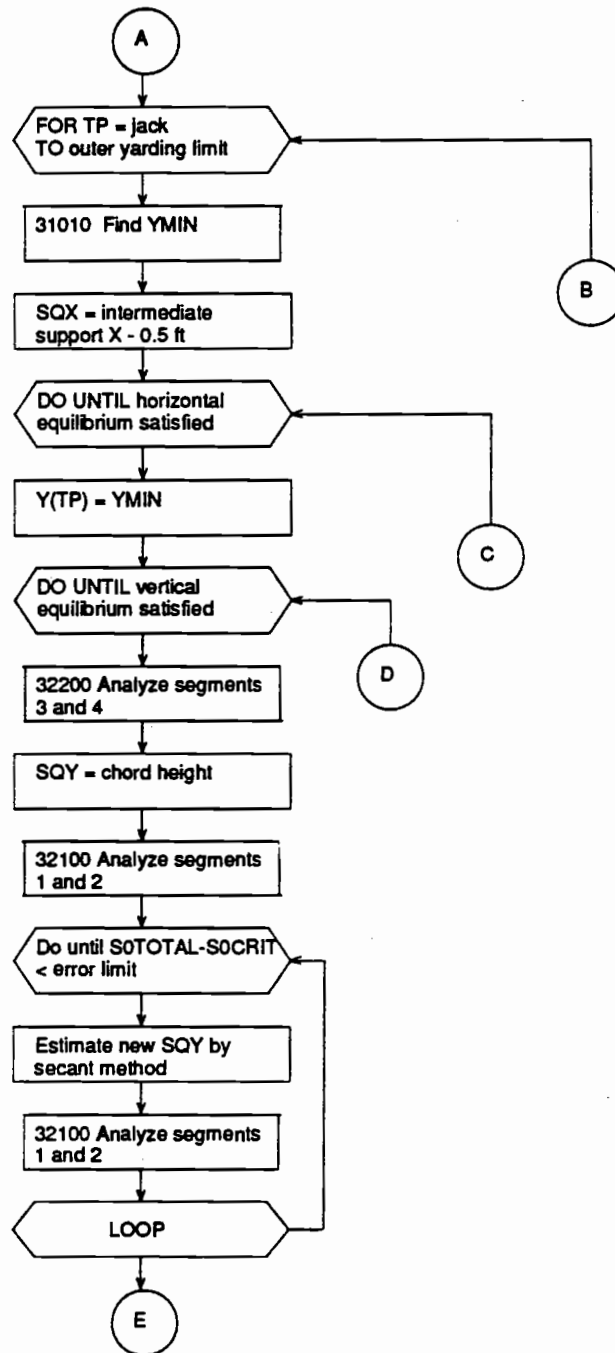 A
FOR TP = jack
TO outer yarding limit
31010 Find YMIN
B
SQX = intermediate
support X - 0.5 ft
DO UNTIL horizontal
equilibrium satisfied
Y(TP) = YMIN
C
DO UNTIL vertical
equilibrium satisfied
D
32200 Analyze segments
3 and 4
SQY = chord height
32100 Analyze segments
1 and 2
Do until S0TOTAL-S0CRIT
< error limit
Estimate new SQY by
secant method
32100 Analyze segments
1 and 2
LOOP
E